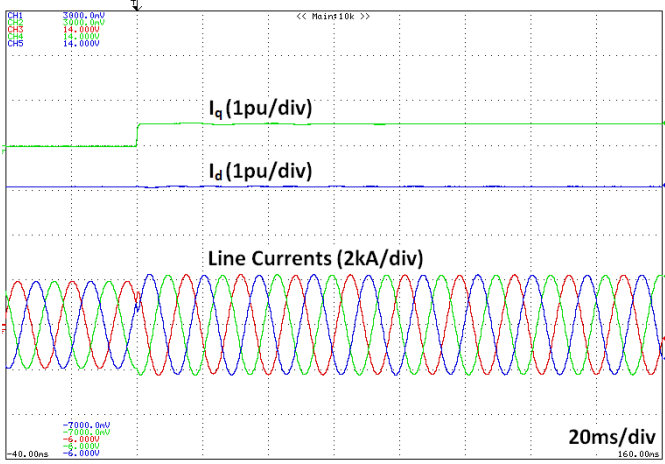 T
CH1 3000.0mV
CH2 3000.0mV
CH3 14.000V
CH4 14.000V
CH5 14.000V
<< Main:10k >>
Iq (1pu/div)
Id (1pu/div)
Line Currents (2kA/div)
-7000.0mV
-7000.0mV
-6.000V
-6.000V
-6.000V
20ms/div
-40.00ms
160.00ms